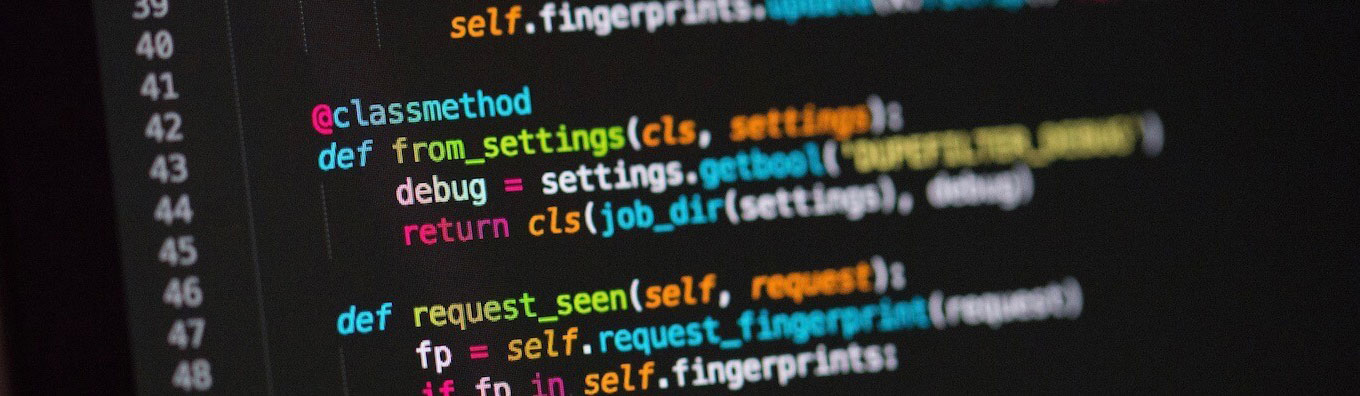 39
40 self.fingerprints.
41
42 @classmethod
43 def from_settings(cls, settings):
44 debug = settings.getbool("DUPEFILTER_DEBUG")
45 return cls(job_dir(settings), debug)
46
47 def request_seen(self, request):
48 fp = self.request_fingerprint(request)
if fp in self.fingerprints: